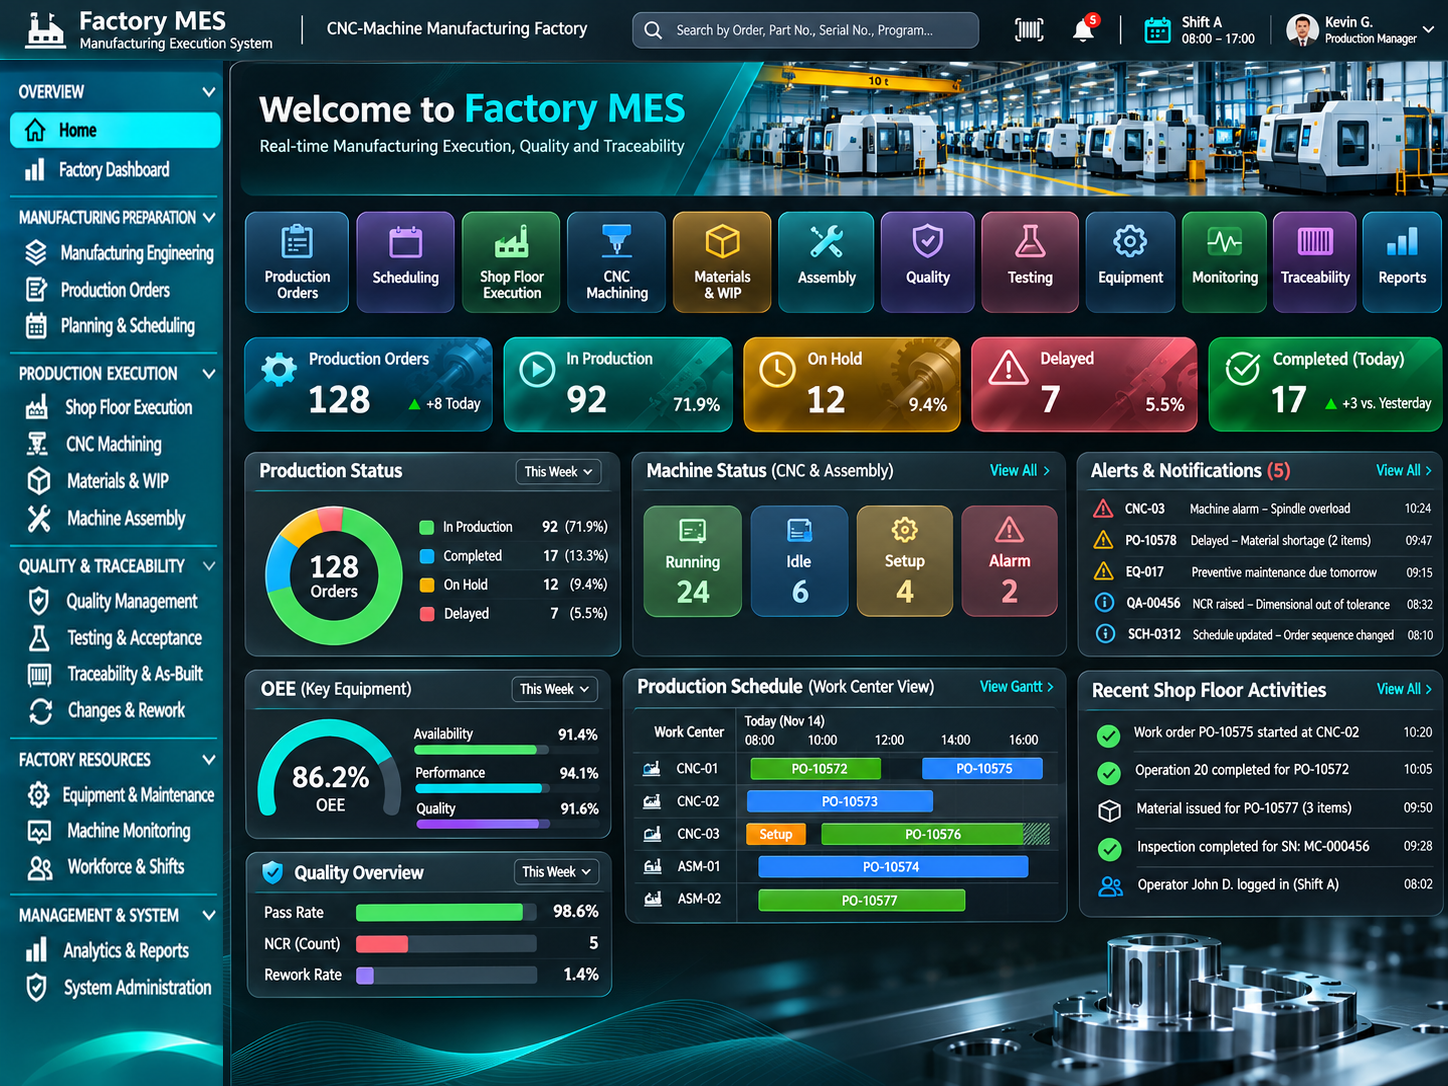 Factory MES
Manufacturing Execution System
CNC-Machine Manufacturing Factory
Search by Order, Part No., Serial No., Program...
5
Shift A
08:00 – 17:00
Kevin G.
Production Manager
OVERVIEW
Home
Factory Dashboard
MANUFACTURING PREPARATION
Manufacturing Engineering
Production Orders
Planning & Scheduling
PRODUCTION EXECUTION
Shop Floor Execution
CNC Machining
Materials & WIP
Machine Assembly
QUALITY & TRACEABILITY
Quality Management
Testing & Acceptance
Traceability & As-Built
Changes & Rework
FACTORY RESOURCES
Equipment & Maintenance
Machine Monitoring
Workforce & Shifts
MANAGEMENT & SYSTEM
Analytics & Reports
System Administration
Welcome to Factory MES
Real-time Manufacturing Execution, Quality and Traceability
10 t
Production
Orders
Scheduling
Shop Floor
Execution
CNC
Machining
Materials
& WIP
Assembly
Quality
Testing
Equipment
Monitoring
Traceability
Reports
Production Orders
128
+8 Today
In Production
92
71.9%
On Hold
12
9.4%
Delayed
7
5.5%
Completed (Today)
17
+3 vs. Yesterday
Production Status
This Week
128
Orders
In Production 92 (71.9%)
Completed 17 (13.3%)
On Hold 12 (9.4%)
Delayed 7 (5.5%)
Machine Status (CNC & Assembly)
View All >
Running
24
Idle
6
Setup
4
Alarm
2
Alerts & Notifications (5)
View All >
CNC-03 Machine alarm – Spindle overload 10:24
PO-10578 Delayed – Material shortage (2 items) 09:47
EQ-017 Preventive maintenance due tomorrow 09:15
QA-00456 NCR raised – Dimensional out of tolerance 08:32
SCH-0312 Schedule updated – Order sequence changed 08:10
OEE (Key Equipment)
This Week
86.2%
OEE
Availability 91.4%
Performance 94.1%
Quality 91.6%
Quality Overview
This Week
Pass Rate 98.6%
NCR (Count) 5
Rework Rate 1.4%
Production Schedule (Work Center View)
View Gantt >
Work Center
Today (Nov 14)
08:00 10:00 12:00 14:00 16:00
CNC-01 PO-10572 PO-10575
CNC-02 PO-10573
CNC-03 Setup PO-10576
ASM-01 PO-10574
ASM-02 PO-10577
Recent Shop Floor Activities
View All >
Work order PO-10575 started at CNC-02 10:20
Operation 20 completed for PO-10572 10:05
Material issued for PO-10577 (3 items) 09:50
Inspection completed for SN: MC-000456 09:28
Operator John D. logged in (Shift A) 08:02